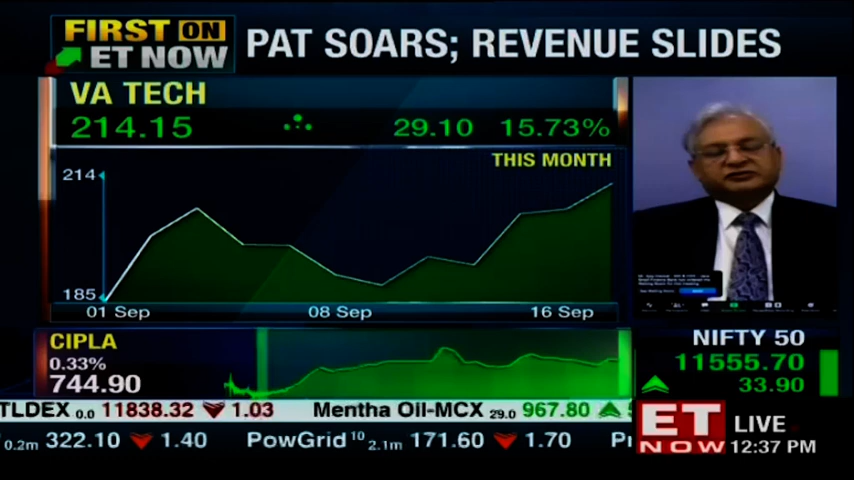 FIRST ON
ET NOW
PAT SOARS; REVENUE SLIDES
VA TECH
214.15 29.10 15.73%
THIS MONTH
214
185
01 Sep 08 Sep 16 Sep
CIPLA
0.33%
744.90
NIFTY 50
11555.70
33.90
TLDEX 0.0 11838.32 1.03 Mentha Oil-MCX 29.0 967.80
0.2m 322.10 1.40 PowGrid 10 2.1m 171.60 1.70
ET
NOW
LIVE
12:37 PM